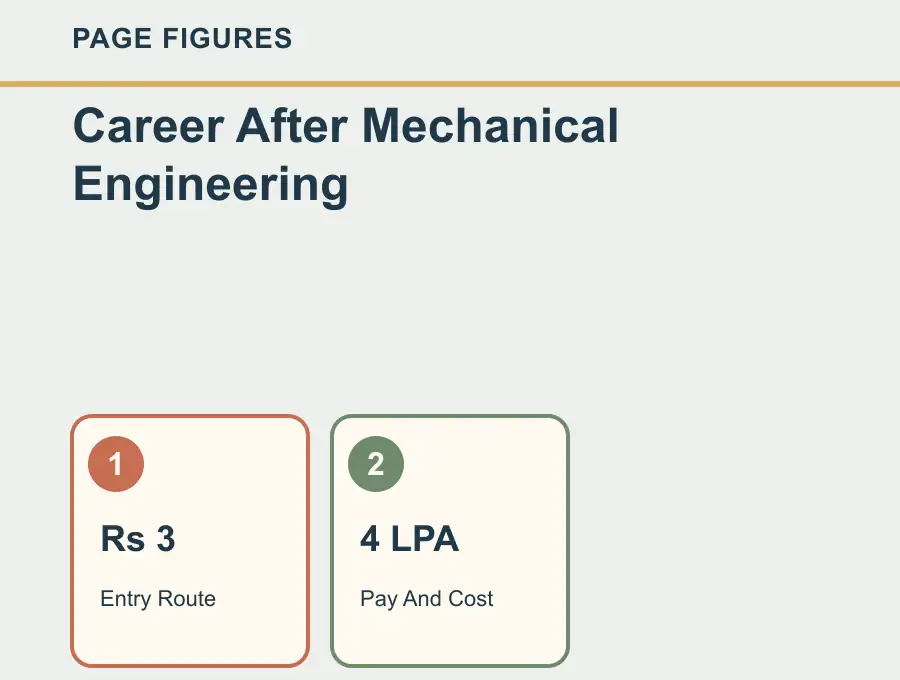 PAGE FIGURES
Career After Mechanical
Engineering
1
Rs 3
Entry Route
2
4 LPA
Pay And Cost